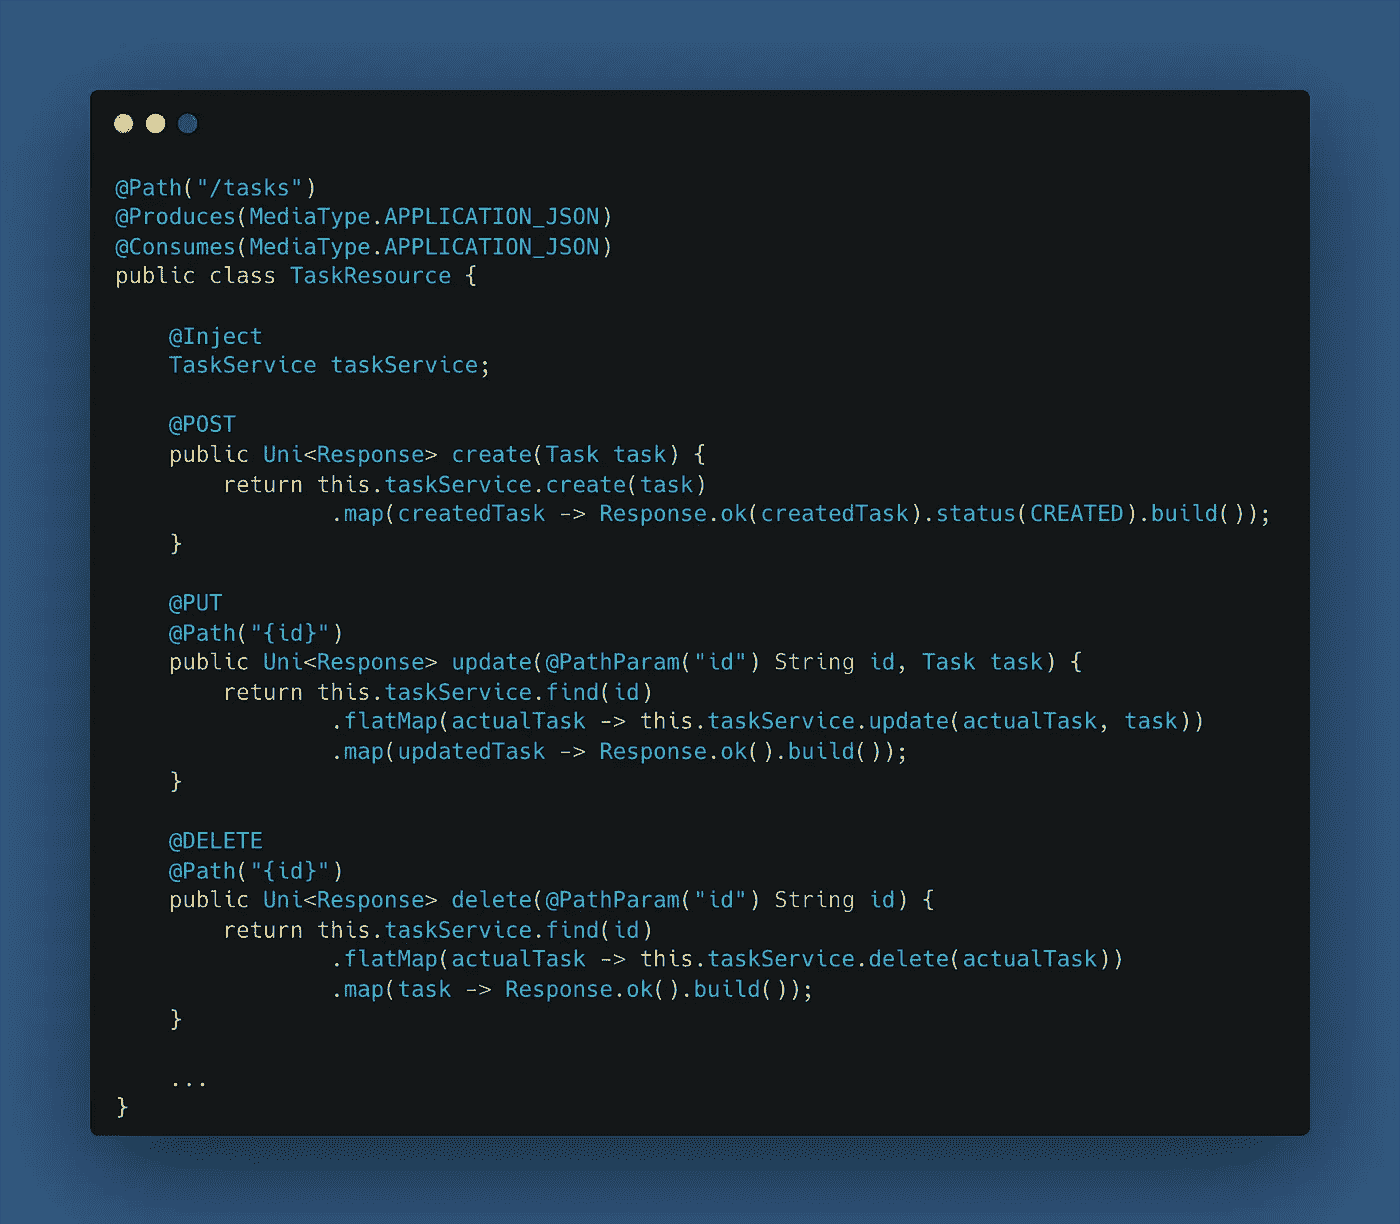 @Path("/tasks")
@Produces(MediaType.APPLICATION_JSON)
@Consumes(MediaType.APPLICATION_JSON)
public class TaskResource {
@Inject
TaskService taskService;
@POST
public Uni<Response> create(Task task) {
return this.taskService.create(task)
.map(createdTask -> Response.ok(createdTask).status(CREATED).build());
}
@PUT
@Path("{id}")
public Uni<Response> update(@PathParam("id") String id, Task task) {
return this.taskService.find(id)
.flatMap(actualTask -> this.taskService.update(actualTask, task))
.map(updatedTask -> Response.ok().build());
}
@DELETE
@Path("{id}")
public Uni<Response> delete(@PathParam("id") String id) {
return this.taskService.find(id)
.flatMap(actualTask -> this.taskService.delete(actualTask))
.map(task -> Response.ok().build());
}
...
}